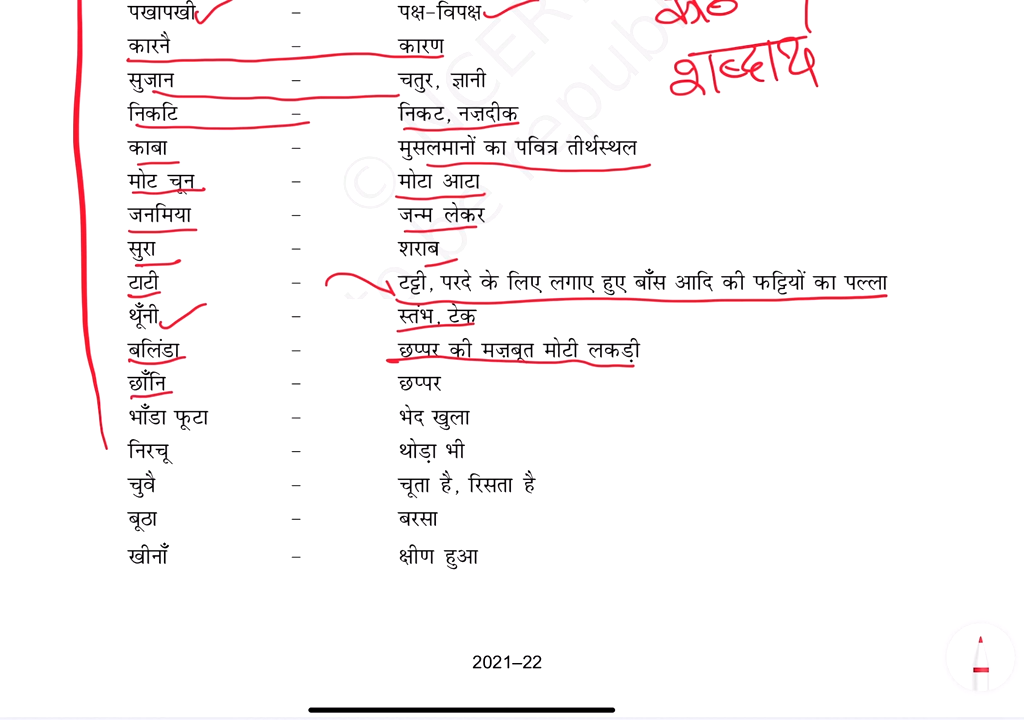 पखापखी - पक्ष-विपक्ष
कारनै - कारण
सुजान - चतुर, ज्ञानी
निकटि - निकट, नज़दीक
काबा - मुसलमानों का पवित्र तीर्थस्थल
मोट चून - मोटा आटा
जनमिया - जन्म लेकर
सुरा - शराब
टाटी - टट्टी, परदे के लिए लगाए हुए बाँस आदि की फट्टियों का पल्ला
थूँनी - स्तंभ, टेक
बलिंडा - छप्पर की मज़बूत मोटी लकड़ी
छाँनि - छप्पर
भाँडा फूटा - भेद खुला
निरचू - थोड़ा भी
चुवै - चूता है, रिसता है
बूठा - बरसा
खीनाँ - क्षीण हुआ
शब्दार्थ
2021–22